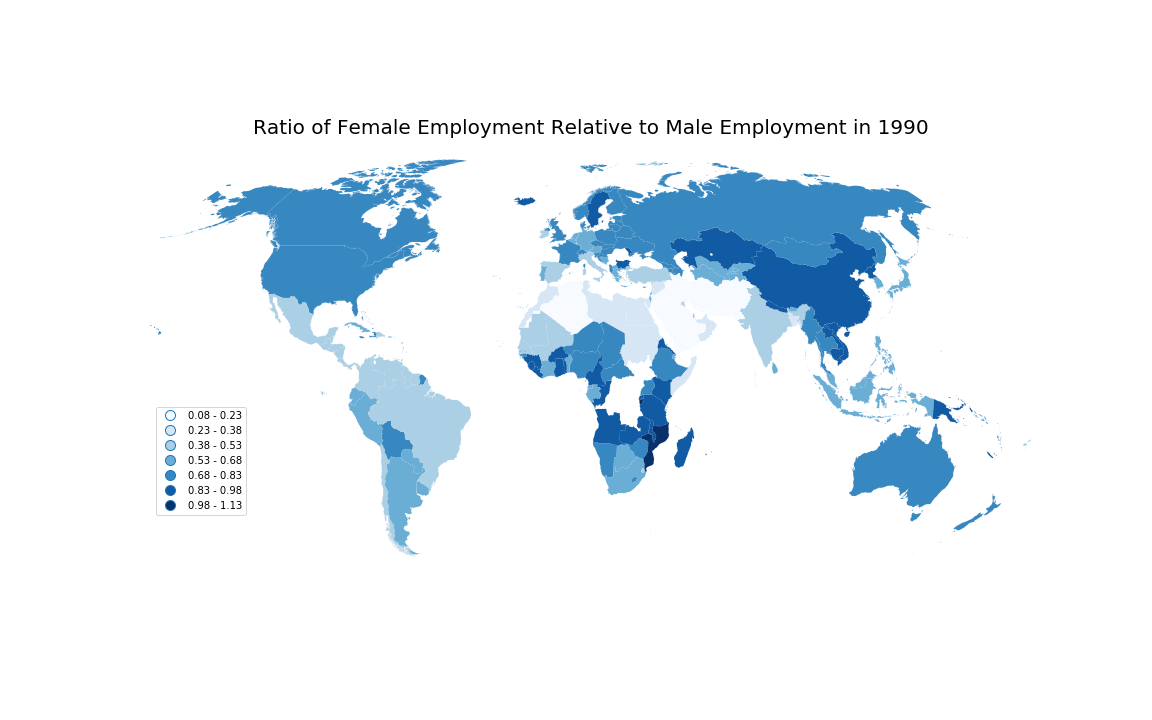 Ratio of Female Employment Relative to Male Employment in 1990
0.08 - 0.23
0.23 - 0.38
0.38 - 0.53
0.53 - 0.68
0.68 - 0.83
0.83 - 0.98
0.98 - 1.13